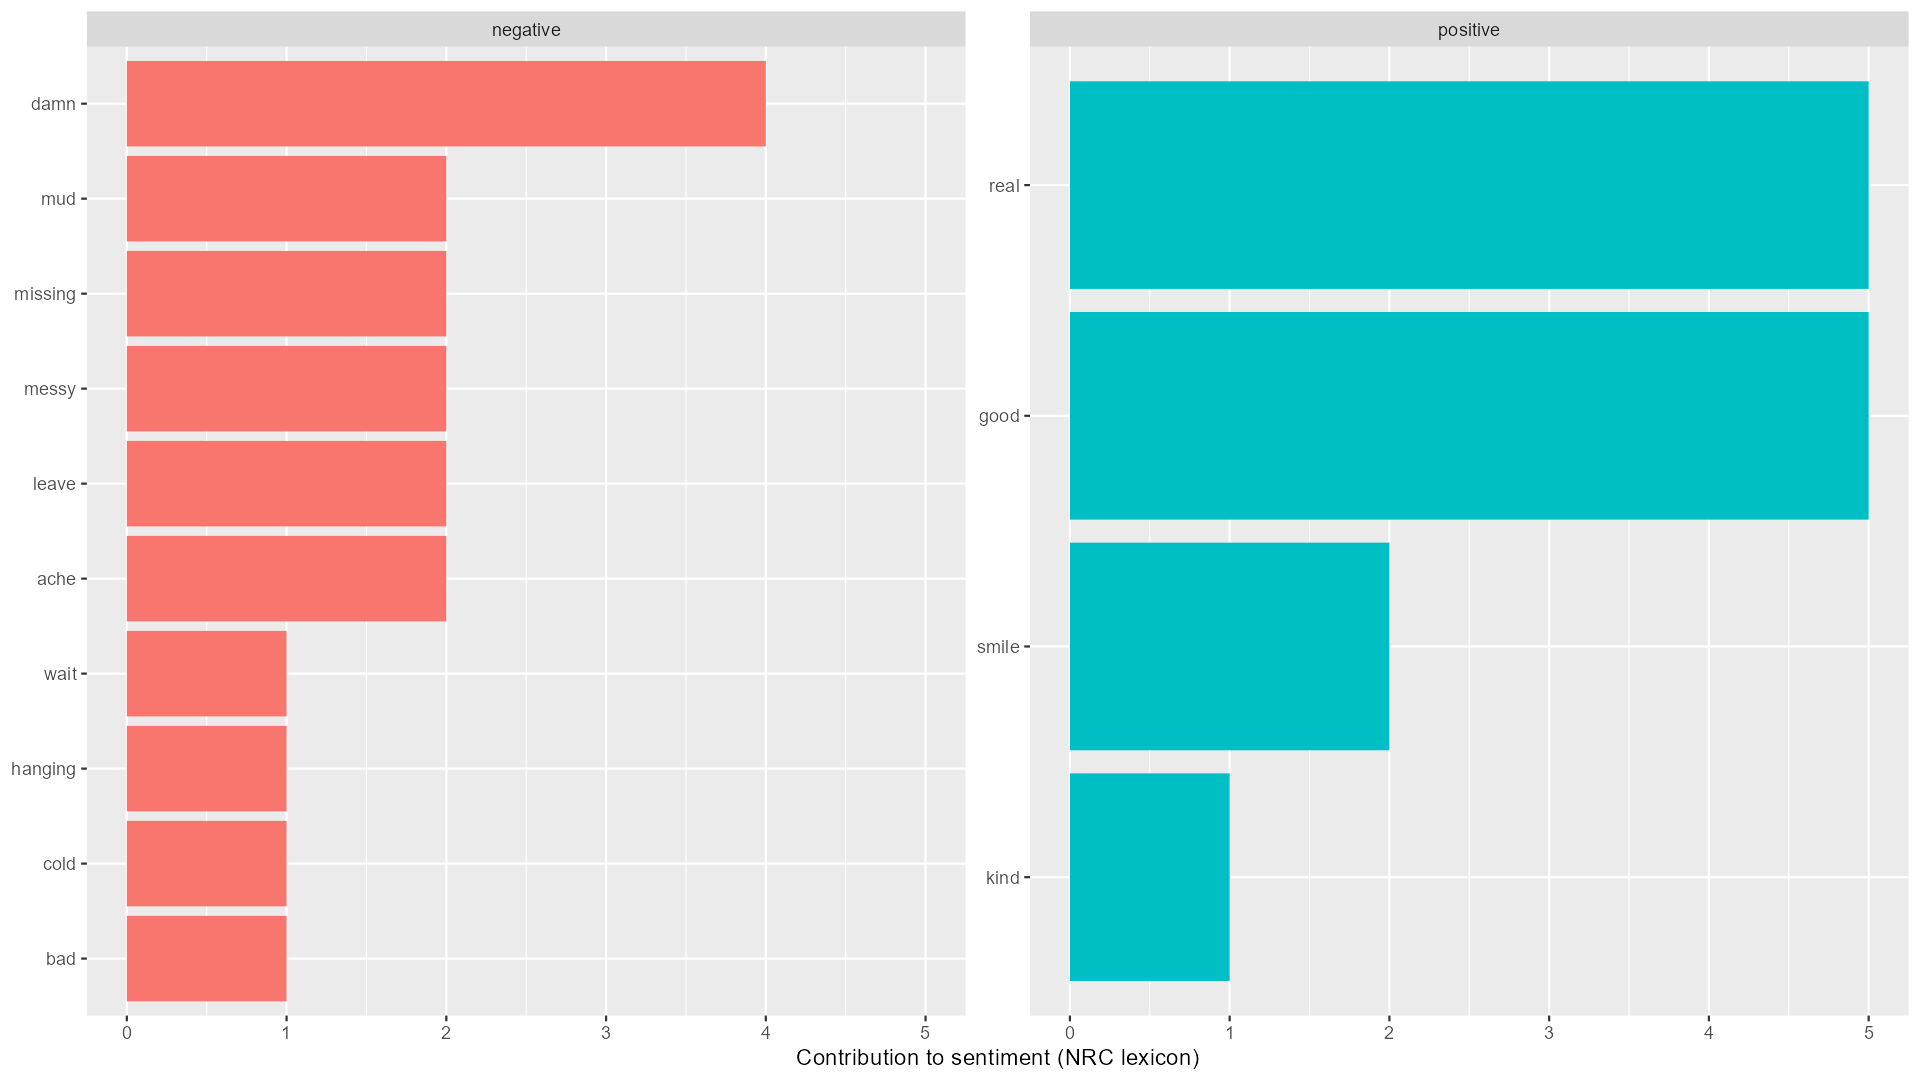 negative
damn
mud
missing
messy
leave
ache
wait
hanging
cold
bad
0 1 2 3 4 5
positive
real
good
smile
kind
0 1 2 3 4 5
Contribution to sentiment (NRC lexicon)